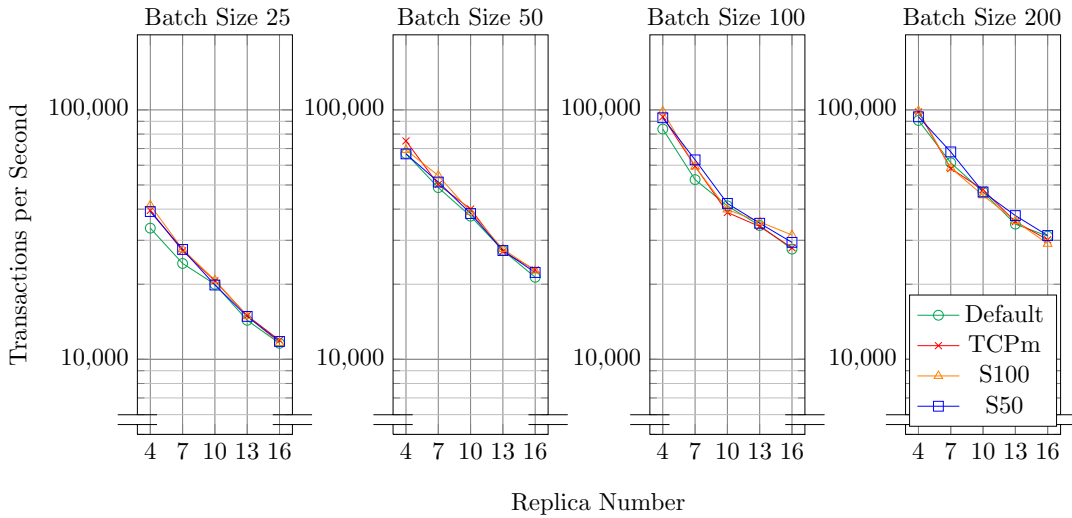 Batch Size 25
Batch Size 50
Batch Size 100
Batch Size 200
Transactions per Second
100,000
10,000
4 7 10 13 16
100,000
10,000
4 7 10 13 16
100,000
10,000
4 7 10 13 16
100,000
10,000
4 7 10 13 16
Default
TCPm
S100
S50
Replica Number